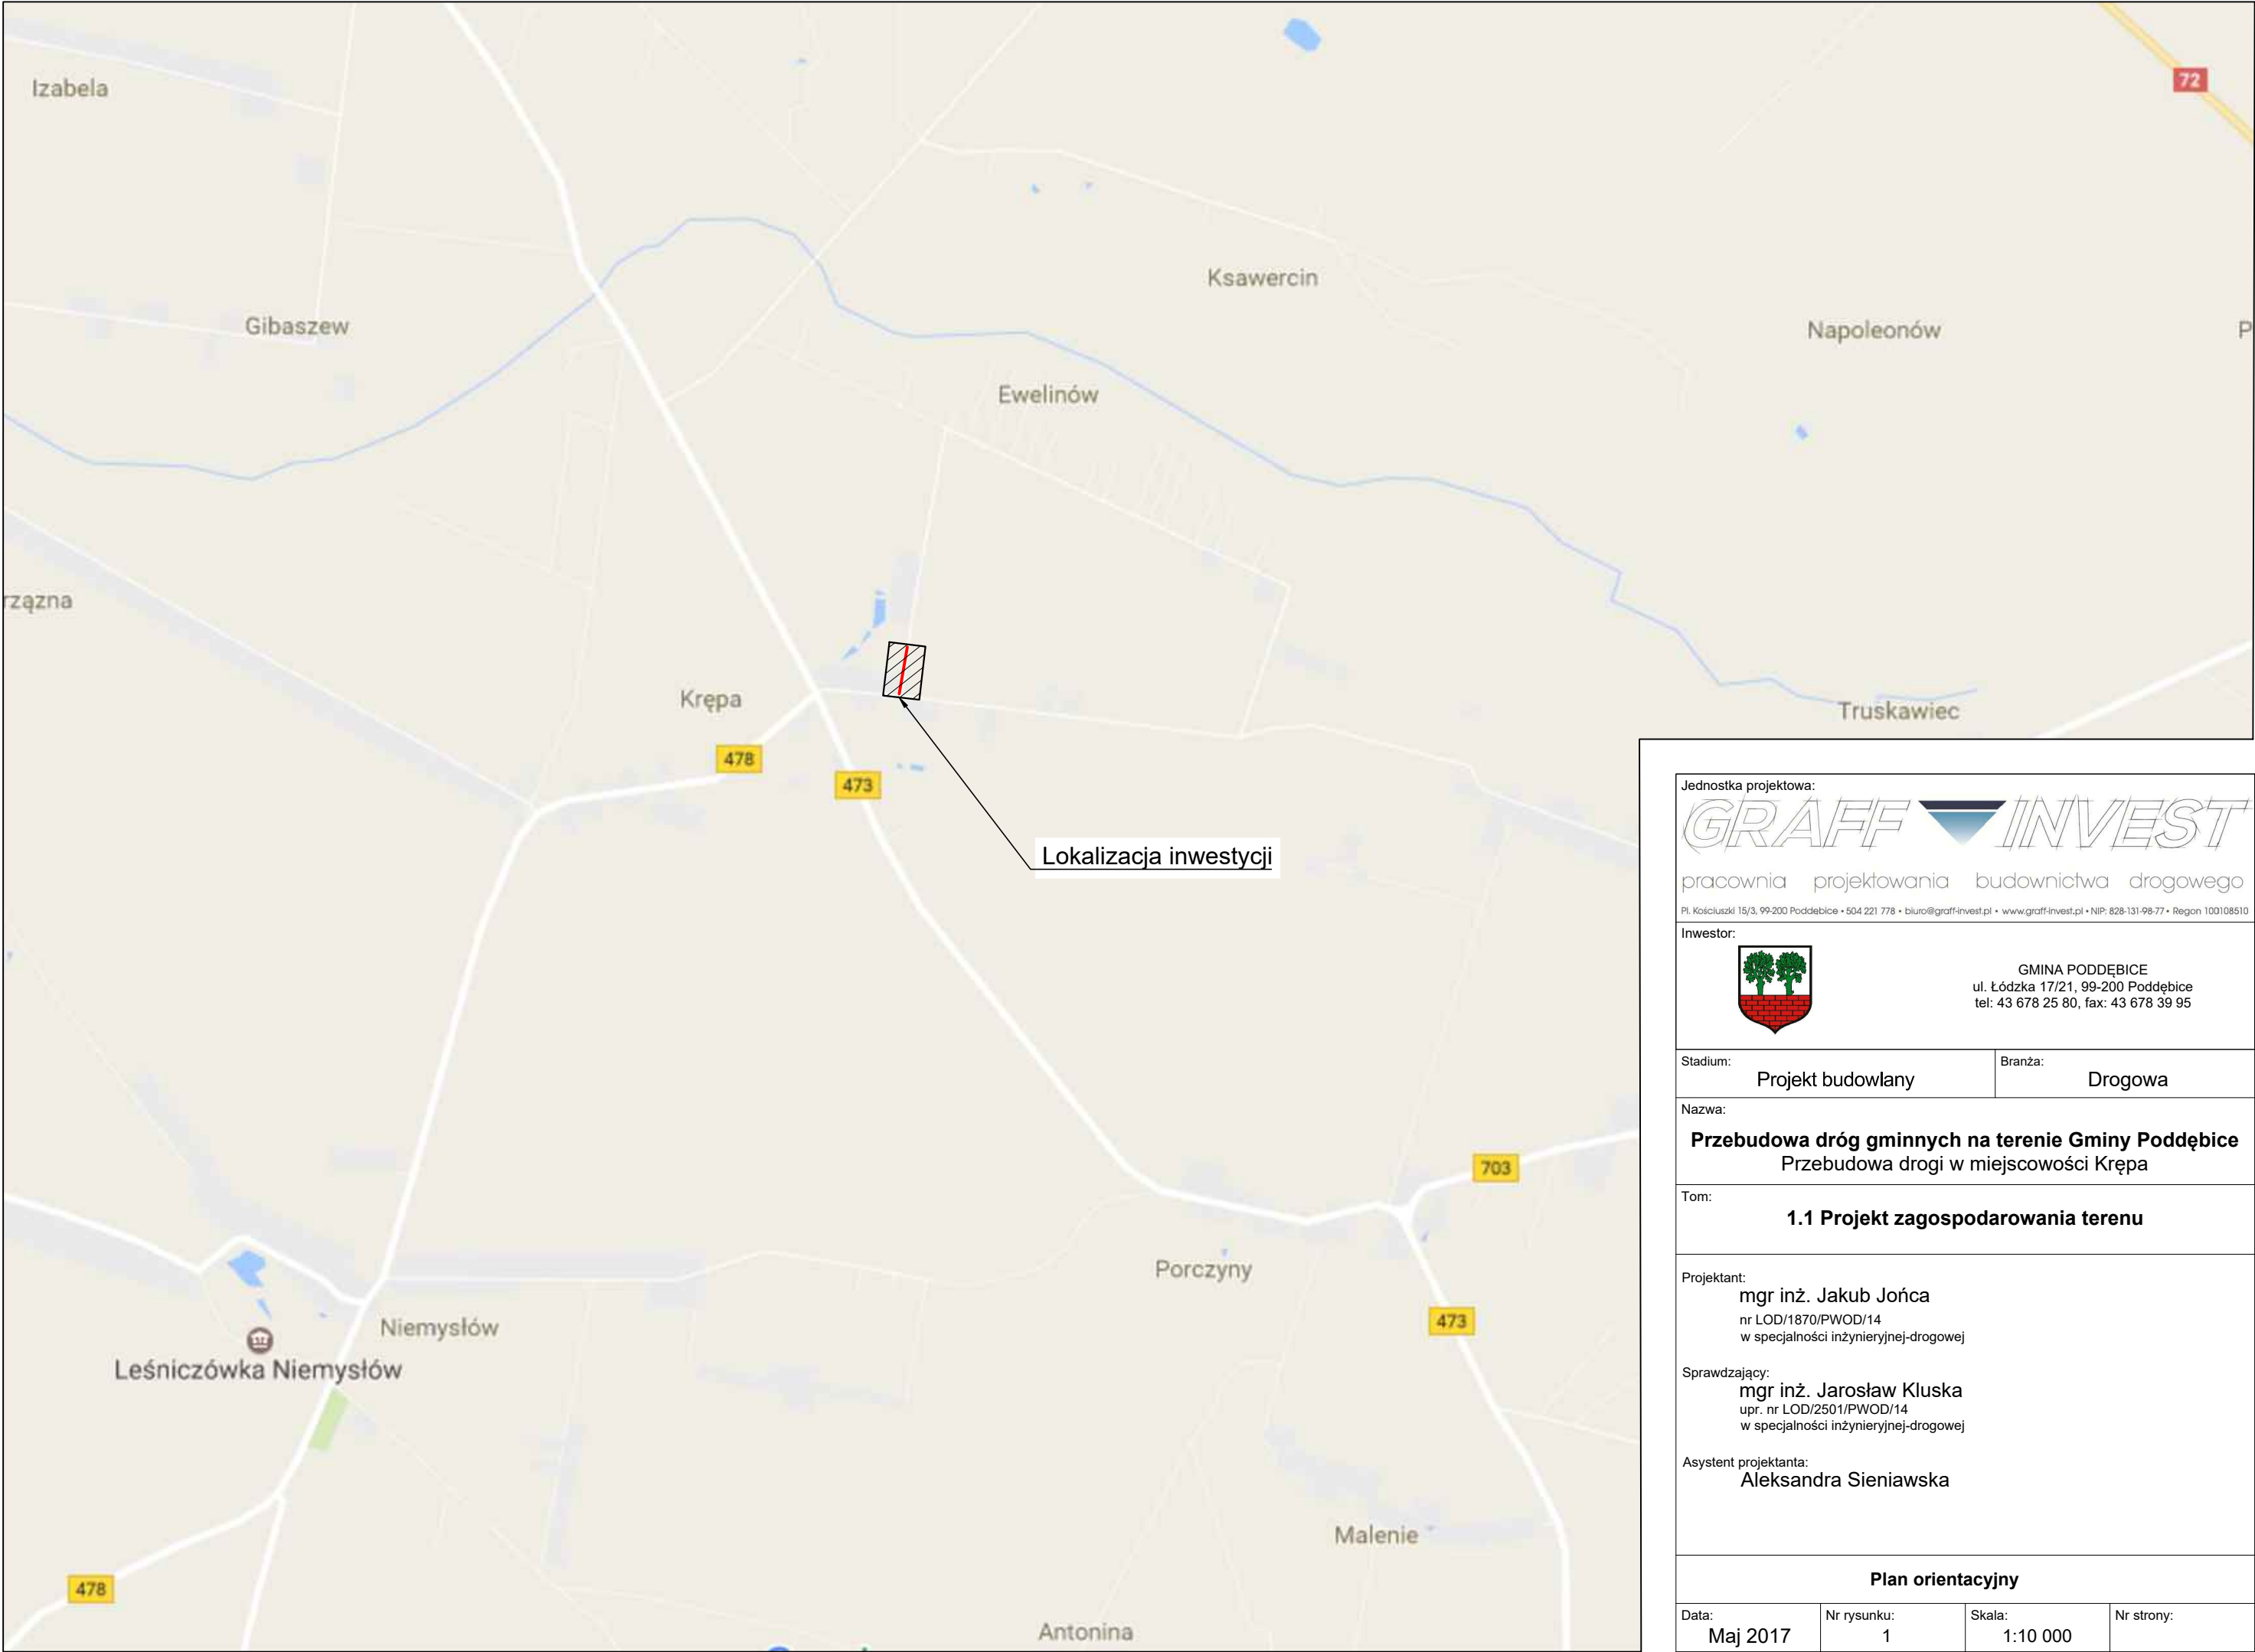 Izabela
72
Ksawercin
Gibaszew
Napoleonów
P
Ewelinów
rzązna
Krępa
Truskawiec
478
473
Lokalizacja inwestycji
703
Porczyny
473
Niemysłów
Leśniczówka Niemysłów
Malenie
478
Antonina
Jednostka projektowa:
GRAFF INVEST
pracownia projektowania budownictwa drogowego
Pl. Kościuszki 15/3, 99-200 Poddebice • 504 221 778 • biuro@graff-invest.pl • www.graff-invest.pl • NIP: 828-131-98-77 • Regon 100108510
Inwestor:
GMINA PODDĘBICE
ul. Łódzka 17/21, 99-200 Poddębice
tel: 43 678 25 80, fax: 43 678 39 95
Stadium:
Projekt budowlany
Branża:
Drogowa
Nazwa:
Przebudowa dróg gminnych na terenie Gminy Poddębice
Przebudowa drogi w miejscowości Krępa
Tom:
1.1 Projekt zagospodarowania terenu
Projektant:
mgr inż. Jakub Jońca
nr LOD/1870/PWOD/14
w specjalności inżynieryjnej-drogowej
Sprawdzający:
mgr inż. Jarosław Kluska
upr. nr LOD/2501/PWOD/14
w specjalności inżynieryjnej-drogowej
Asystent projektanta:
Aleksandra Sieniawska
Plan orientacyjny
Data:
Maj 2017
Nr rysunku:
1
Skala:
1:10 000
Nr strony: